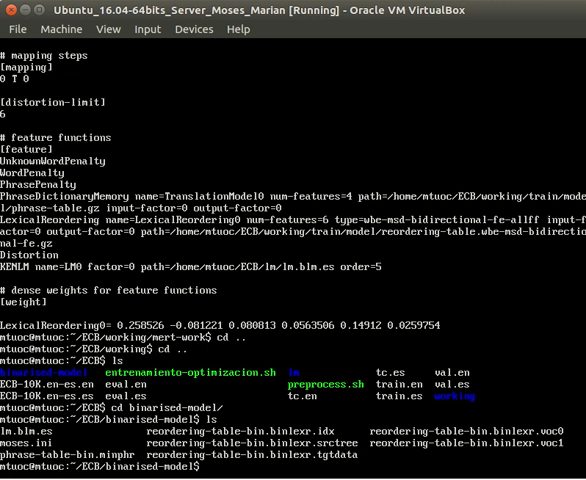 Ubuntu_16.04-64bits_Server_Moses_Marian [Running] - Oracle VM VirtualBox
File Machine View Input Devices Help
# mapping steps
[mapping]
0 T 0
[distortion-limit]
6
# feature functions
[feature]
UnknownWordPenalty
WordPenalty
PhrasePenalty
PhraseDictionaryMemory name=TranslationModel0 num-features=4 path=/home/mtuoc/ECB/working/train/mode
l/phrase-table.gz input-factor=0 output-factor=0
LexicalReordering name=LexicalReordering0 num-features=6 type=wbe-msd-bidirectional-fe-allff input-f
actor=0 output-factor=0 path=/home/mtuoc/ECB/working/train/model/reordering-table.wbe-msd-bidirectio
nal-fe.gz
Distortion
KENLM name=LM0 factor=0 path=/home/mtuoc/ECB/lm/lm.blm.es order=5
# dense weights for feature functions
[weight]
LexicalReordering0= 0.258526 -0.081221 0.080813 0.0563506 0.14912 0.0259754
mtuoc@mtuoc:~/ECB/working/mert-work$ cd ..
mtuoc@mtuoc:~/ECB/working$ cd ..
mtuoc@mtuoc:~/ECB$ ls
binarised-model entrenamiento-optimizacion.sh lm tc.es val.en
ECB-10K.en-es.en eval.en preprocess.sh train.en val.es
ECB-10K.en-es.es eval.es tc.en train.es working
mtuoc@mtuoc:~/ECB$ cd binarised-model/
mtuoc@mtuoc:~/ECB/binarised-model$ ls
lm.blm.es reordering-table-bin.binlexr.idx reordering-table-bin.binlexr.voc0
moses.ini reordering-table-bin.binlexr.srctree reordering-table-bin.binlexr.voc1
phrase-table-bin.minphr reordering-table-bin.binlexr.tgtdata
mtuoc@mtuoc:~/ECB/binarised-model$